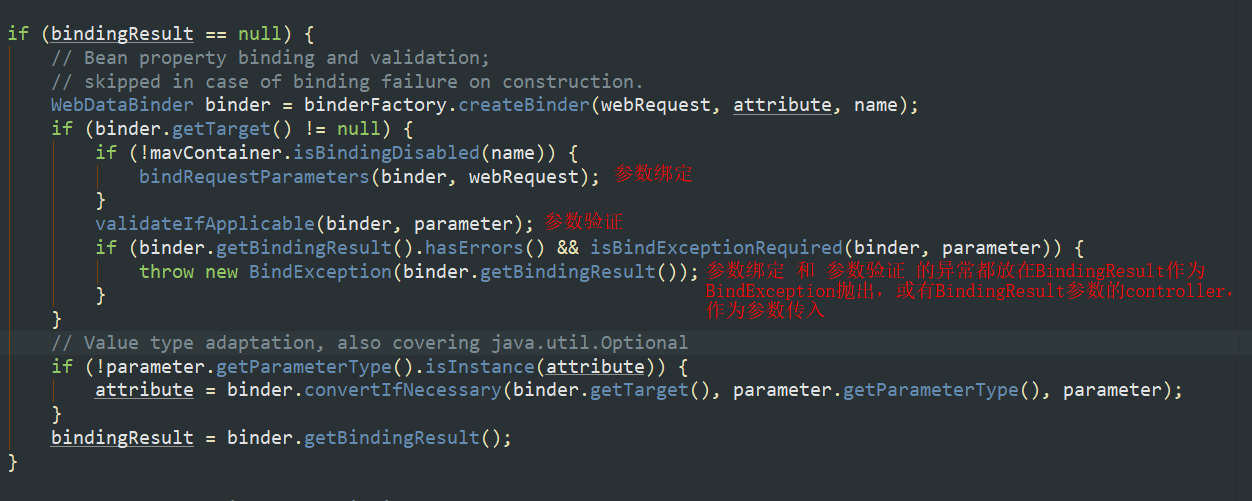 if (bindingResult == null) {
// Bean property binding and validation;
// skipped in case of binding failure on construction.
WebDataBinder binder = binderFactory.createBinder(webRequest, attribute, name);
if (binder.getTarget() != null) {
if (!mavContainer.isBindingDisabled(name)) {
bindRequestParameters(binder, webRequest); 参数绑定
}
validateIfApplicable(binder, parameter); 参数验证
if (binder.getBindingResult().hasErrors() && isBindExceptionRequired(binder, parameter)) {
throw new BindException(binder.getBindingResult()); 参数绑定 和 参数验证 的异常都放在BindingResult作为
BindException抛出，或有BindingResult参数的controller，
}
作为参数传入
}
// Value type adaptation, also covering java.util.Optional
if (!parameter.getParameterType().isInstance(attribute)) {
attribute = binder.convertIfNecessary(binder.getTarget(), parameter.getParameterType(), parameter);
}
bindingResult = binder.getBindingResult();
}